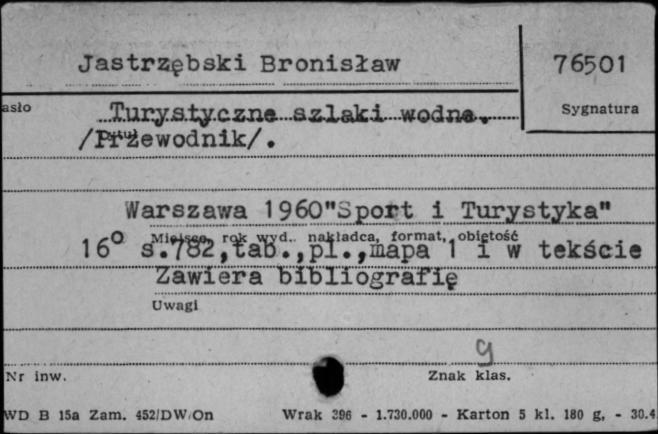 Jastrzębski Bronisław 76501
asło Turystyczne szlaki wodne. Sygnatura
/Przewodnik/.
Tytuł
Warszawa 1960"Sport i Turystyka"
Miejsce, rok wyd., nakładca, format, objętość
16⁰ s.782,tab.,pl.,mapa 1 i w tekście
Zawiera bibliografię
Uwagi
g
Nr inw. Znak klas.
WD B 15a Zam. 452/DW/On Wrak 396 - 1.730.000 - Karton 5 kl. 180 g, - 30.4